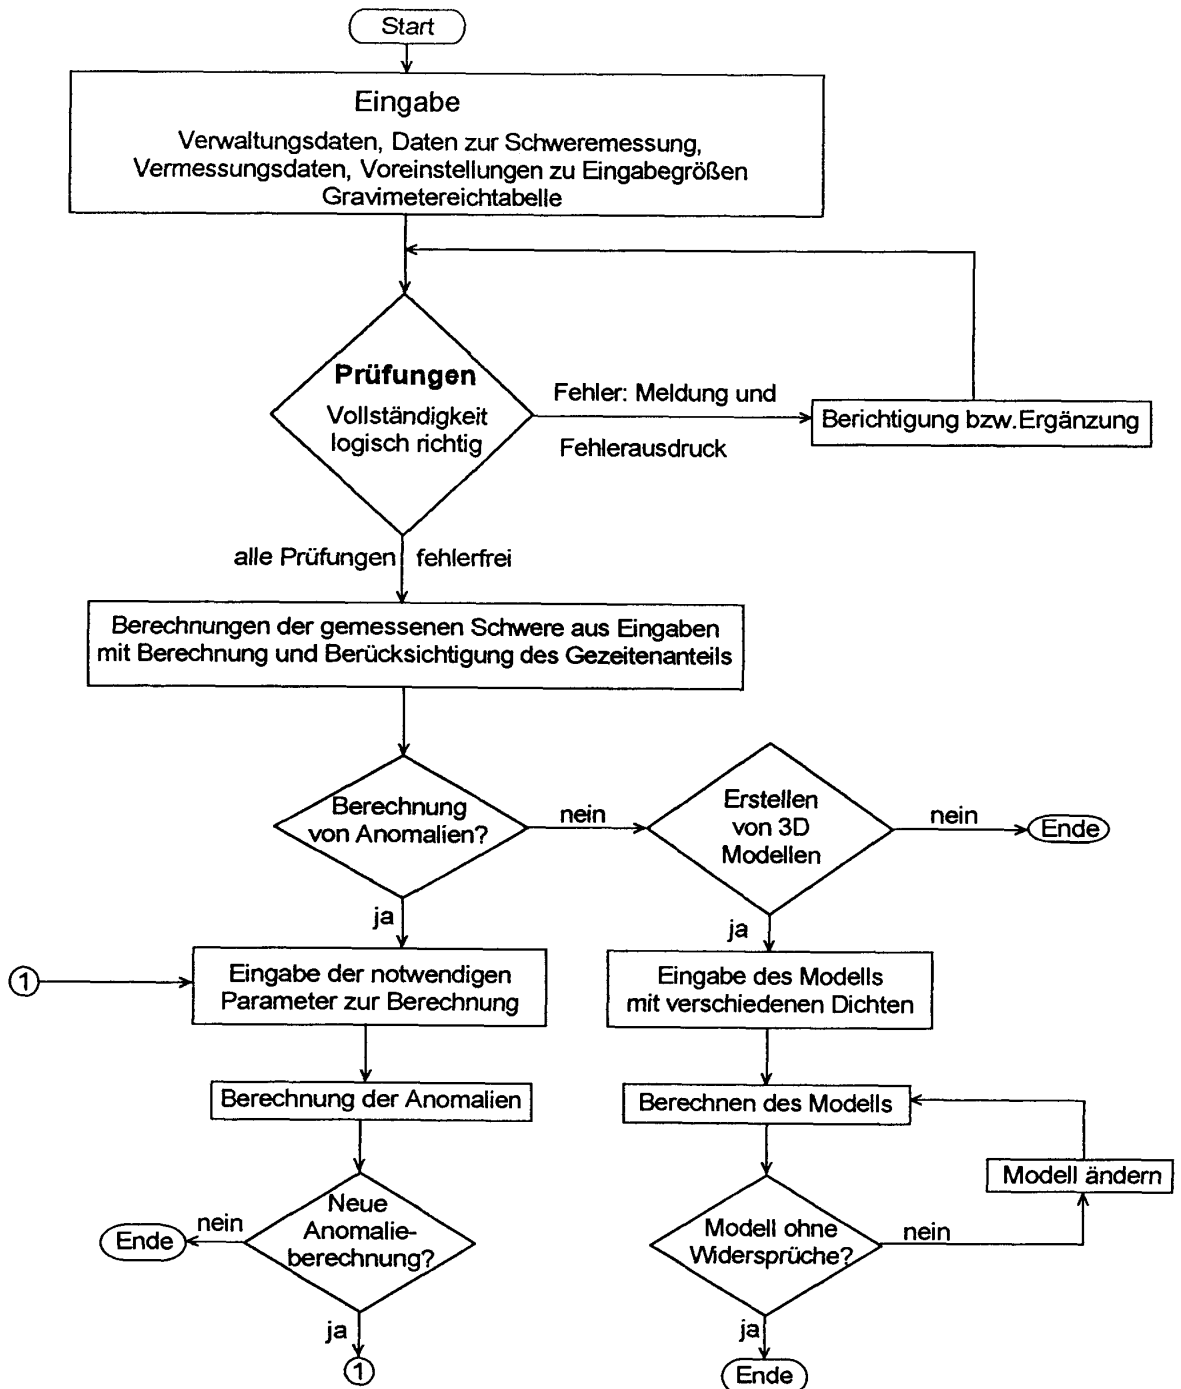 Start
Eingabe
Verwaltungsdaten, Daten zur Schweremessung,
Vermessungsdaten, Voreinstellungen zu Eingabegrößen
Gravimetereichtabelle
Prüfungen
Vollständigkeit
logisch richtig
Fehler: Meldung und
Fehlerausdruck
Berichtigung bzw.Ergänzung
alle Prüfungen fehlerfrei
Berechnungen der gemessenen Schwere aus Eingaben
mit Berechnung und Berücksichtigung des Gezeitenanteils
Berechnung
von Anomalien?
nein
Erstellen
von 3D
Modellen
nein
Ende
ja
ja
1
Eingabe der notwendigen
Parameter zur Berechnung
Eingabe des Modells
mit verschiedenen Dichten
Berechnung der Anomalien
Berechnen des Modells
Modell ändern
Neue
Anomalie-
berechnung?
nein
Ende
Modell ohne
Widersprüche?
nein
ja
1
ja
Ende